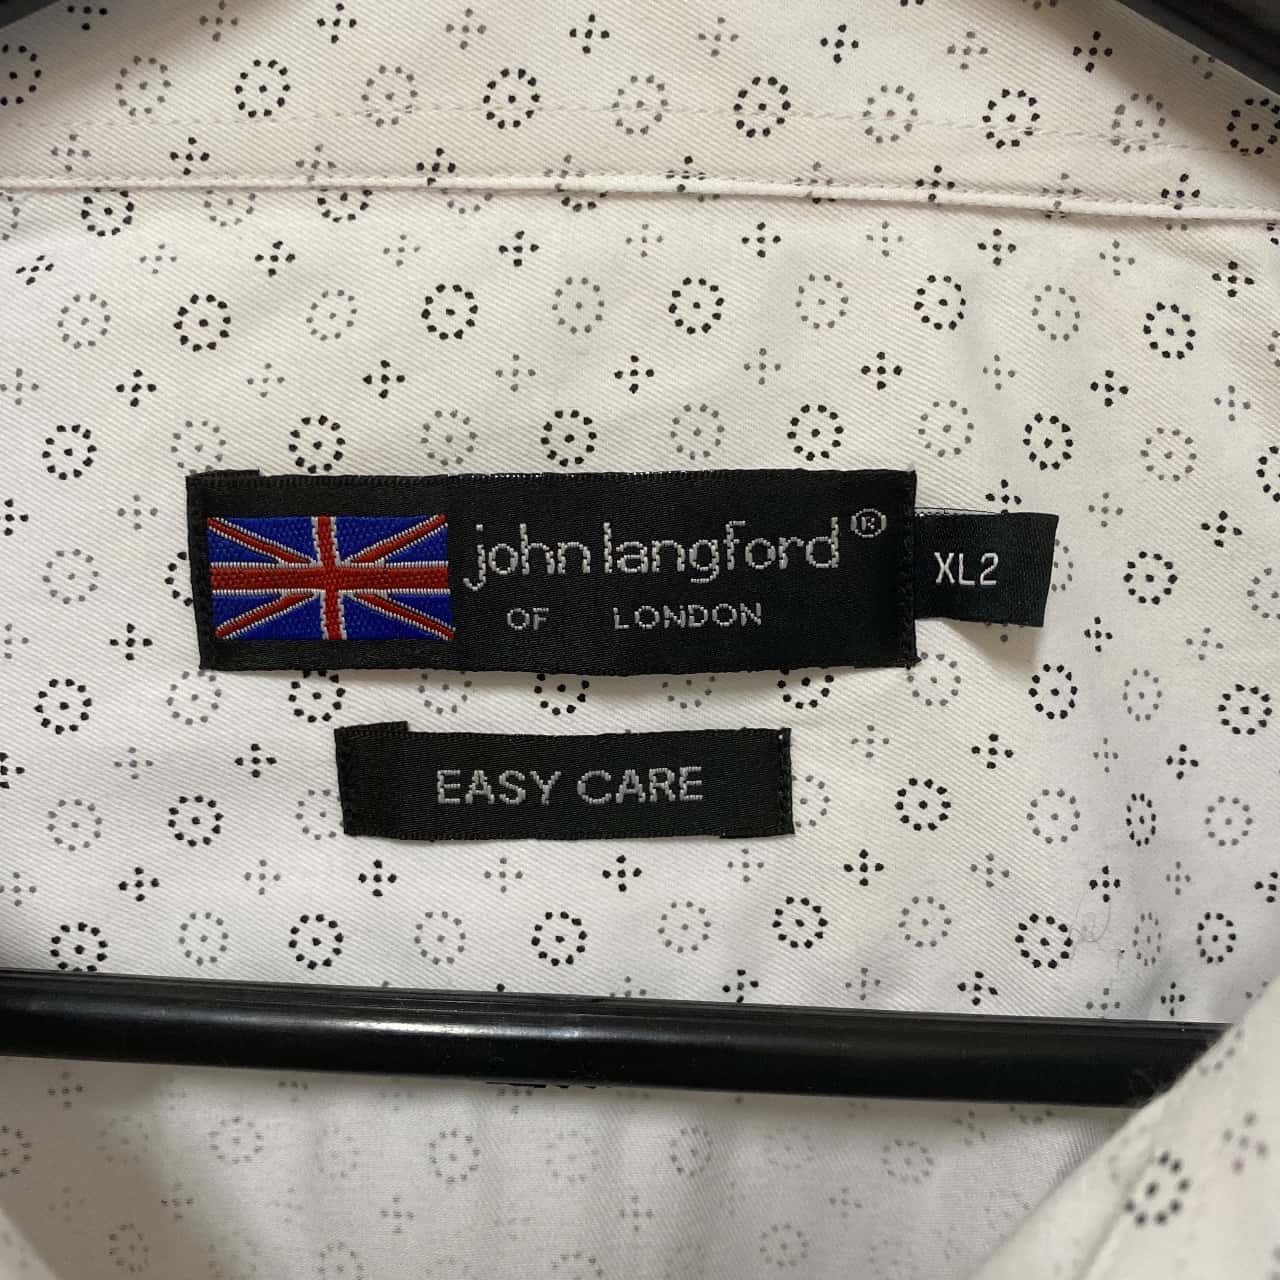 john langford®
OF LONDON
XL2
EASY CARE